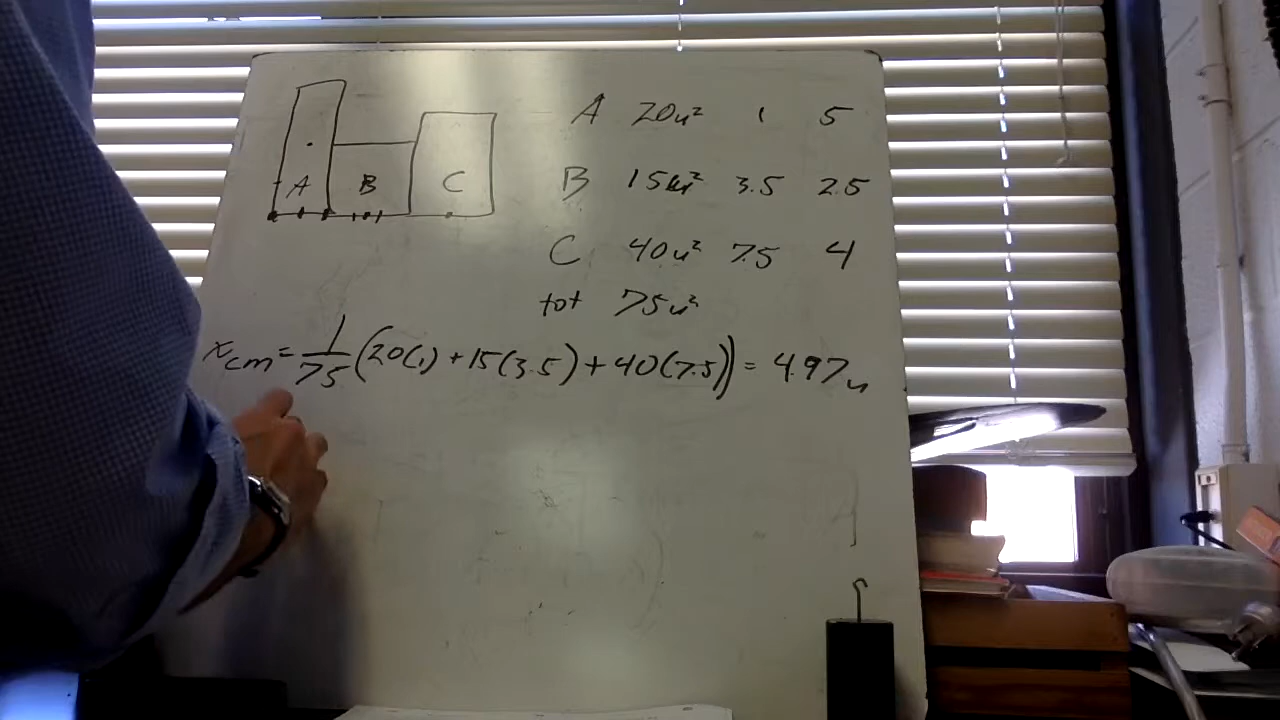 A 20u² 1 5
A B C
B 15u² 3.5 2.5
C 40u² 7.5 4
tot 75u²
x_cm = 1/75 (20(1) + 15(3.5) + 40(7.5)) = 4.97u